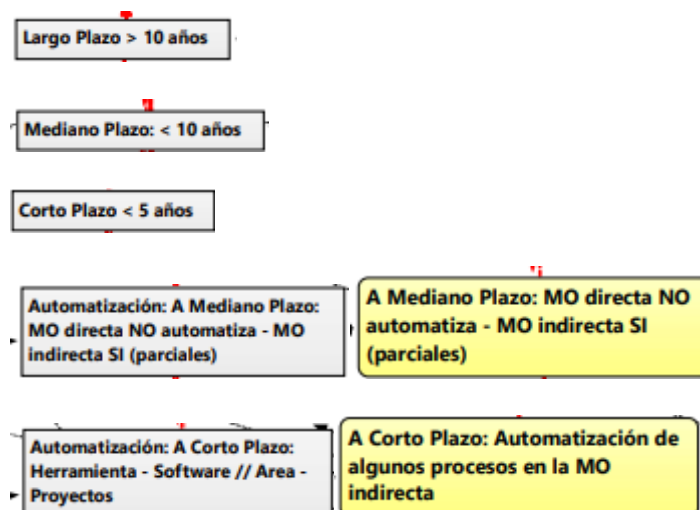 Largo Plazo > 10 años
Mediano Plazo: < 10 años
Corto Plazo < 5 años
Automatización: A Mediano Plazo:
MO directa NO automatiza - MO
indirecta SI (parciales)
A Mediano Plazo: MO directa NO
automatiza - MO indirecta SI
(parciales)
Automatización: A Corto Plazo:
Herramienta - Software // Area -
Proyectos
A Corto Plazo: Automatización de
algunos procesos en la MO
indirecta